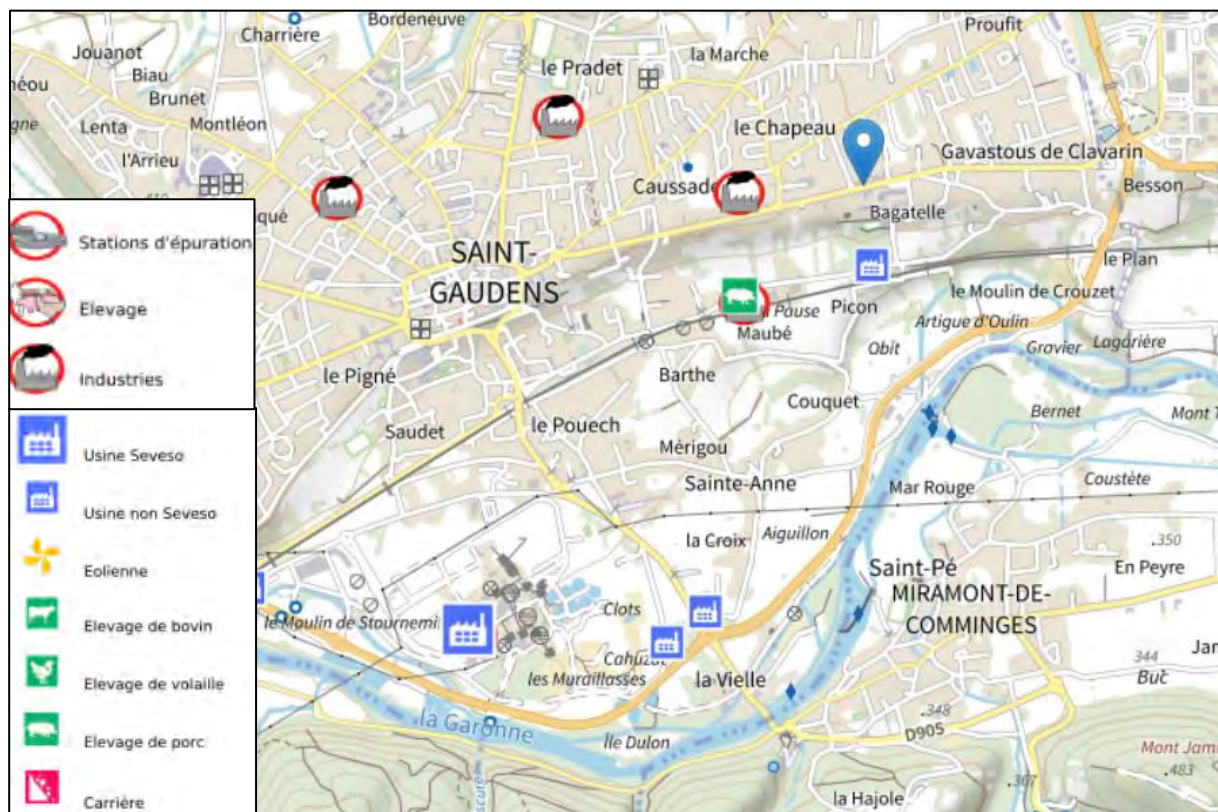 Charrière
Bordeneuve
Proufit
Jouanot
la Marche
le Pradet
Biau
Brunet
Lenta
Montléon
le Chapeau
l'Arrieu
Gavastous de Clavarin
Caussade
Besson
Bagatelle
Stations d'épuration
SAINT-
GAUDENS
le Plan
Elevage
Picon
le Moulin de Crouzet
Pause
Maubé
Artigue d'Oulin
Industries
Obit
Gravier
Lagarière
le Pigné
Barthe
Couquet
Bernet
Mont
Saudet
le Pouech
Mérigou
Usine Seveso
Sainte-Anne
Mar Rouge
Coustète
Usine non Seveso
la Croix
Aiguillon
.350
Saint-Pé
En Peyre
Eolienne
MIRAMONT-DE-
COMMINGES
Clots
le Moulin de Stournemi
Elevage de bovin
344
Buc
Cahuzac
les Muraillasses
la Vielle
Elevage de volaille
.348
la Garonne
D905
Île Dulon
Elevage de porc
Mont Jam
.483
.367
la Hajole
Carrière